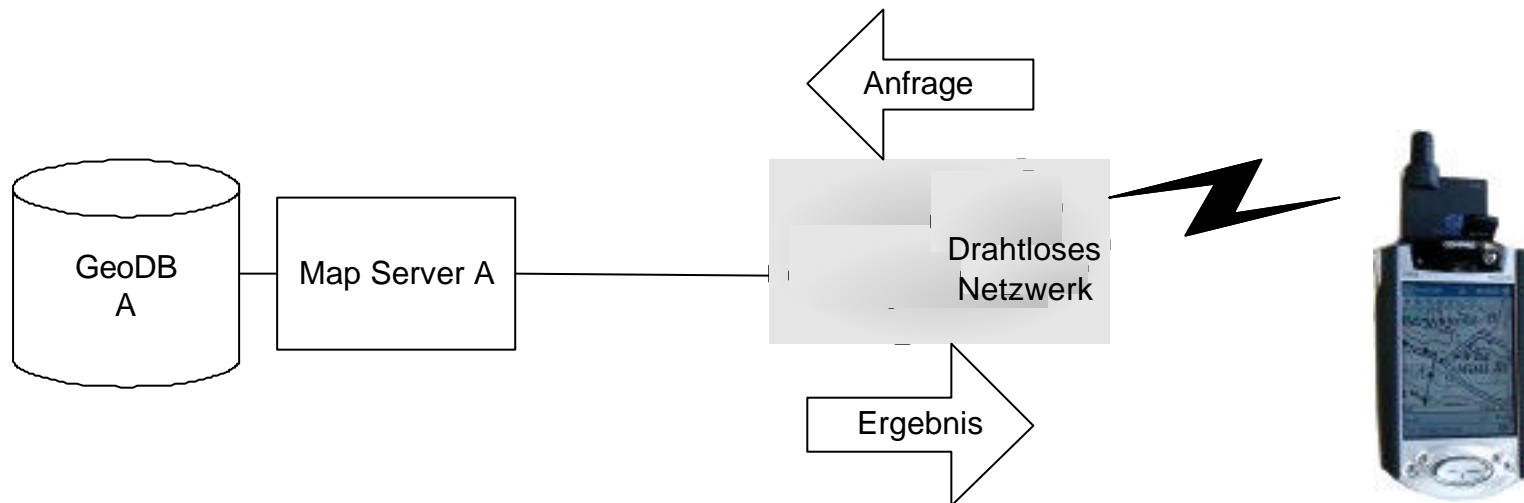 Anfrage
GeoDB
A
Map Server A
Drahtloses
Netzwerk
Ergebnis